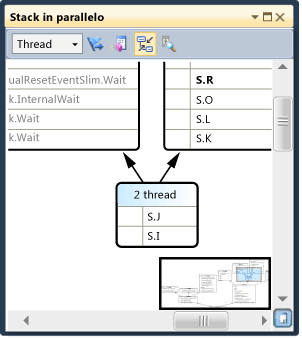 Stack in parallelo
Thread
ualResetEventSlim.Wait
k.InternalWait
k.Wait
k.Wait
S.R
S.O
S.L
S.K
2 thread
S.J
S.I